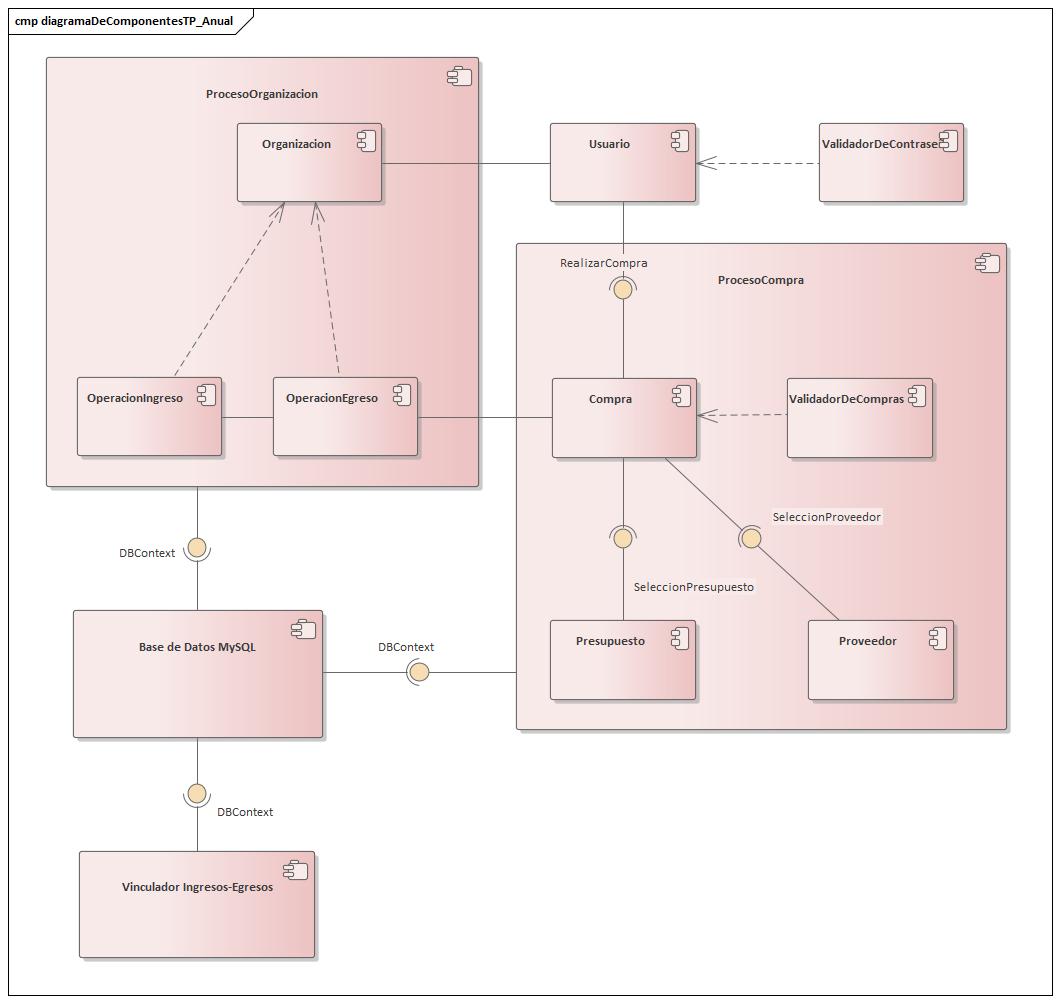 cmp diagramaDeComponentesTP_Anual
ProcesoOrganizacion
Organizacion
Usuario
ValidadorDeContrase
RealizarCompra
ProcesoCompra
OperacionIngreso
OperacionEgreso
Compra
ValidadorDeCompras
SeleccionProveedor
DBContext
SeleccionPresupuesto
Base de Datos MySQL
DBContext
Presupuesto
Proveedor
DBContext
Vinculador Ingresos-Egresos